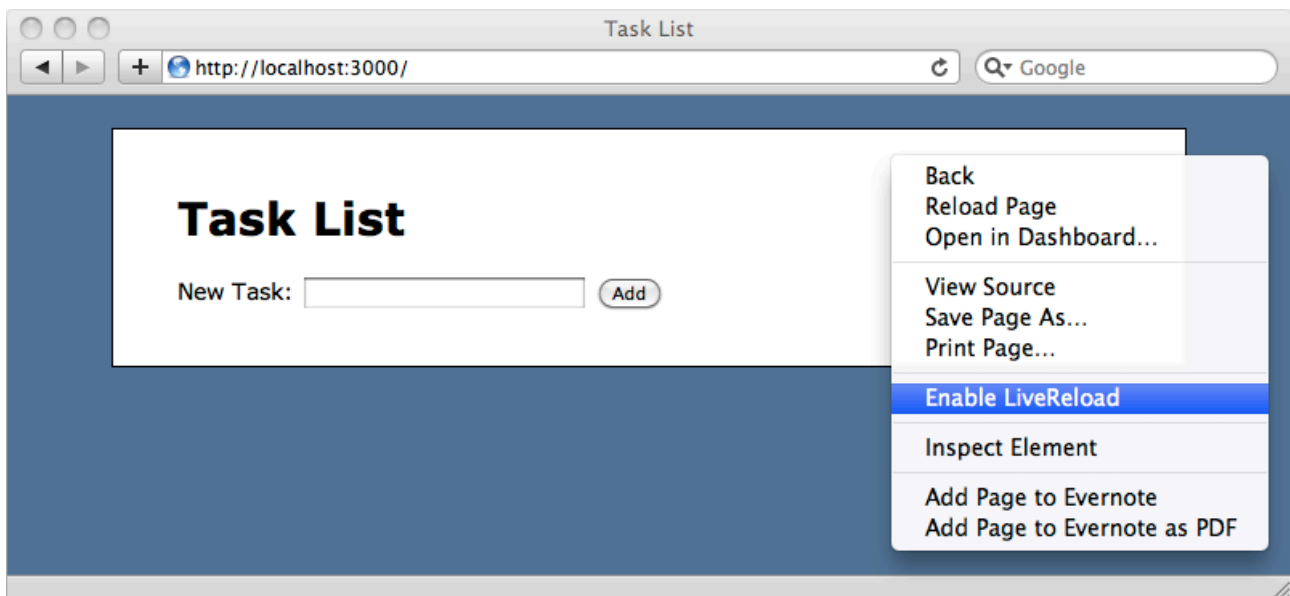 Task List
http://localhost:3000/
Google
Task List
New Task:
Add
Back
Reload Page
Open in Dashboard...
View Source
Save Page As...
Print Page...
Enable LiveReload
Inspect Element
Add Page to Evernote
Add Page to Evernote as PDF